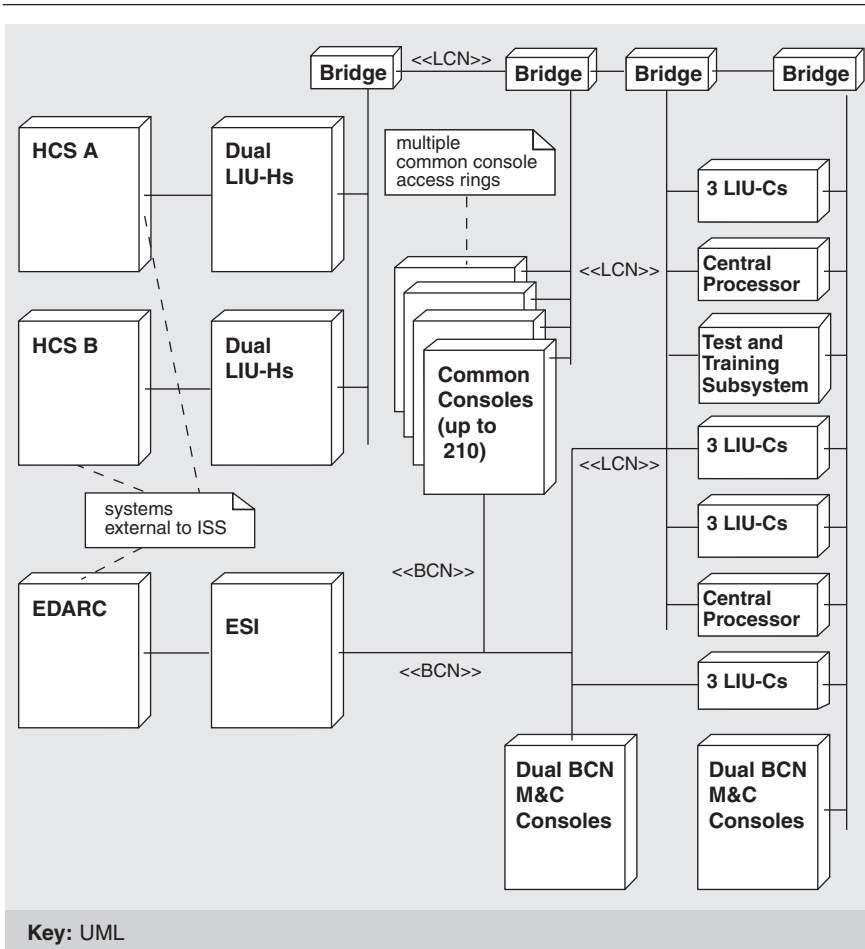 Bridge
<<LCN>>
Bridge
Bridge
Bridge
HCS A
Dual
LIU-Hs
multiple
common console
access rings
3 LIU-Cs
<<LCN>>
Central
Processor
HCS B
Dual
LIU-Hs
Test and
Training
Subsystem
Common
Consoles
(up to
210)
3 LIU-Cs
<<LCN>>
systems
external to ISS
3 LIU-Cs
<<BCN>>
EDARC
ESI
Central
Processor
<<BCN>>
3 LIU-Cs
Dual BCN
M&C
Consoles
Dual BCN
M&C
Consoles
Key: UML